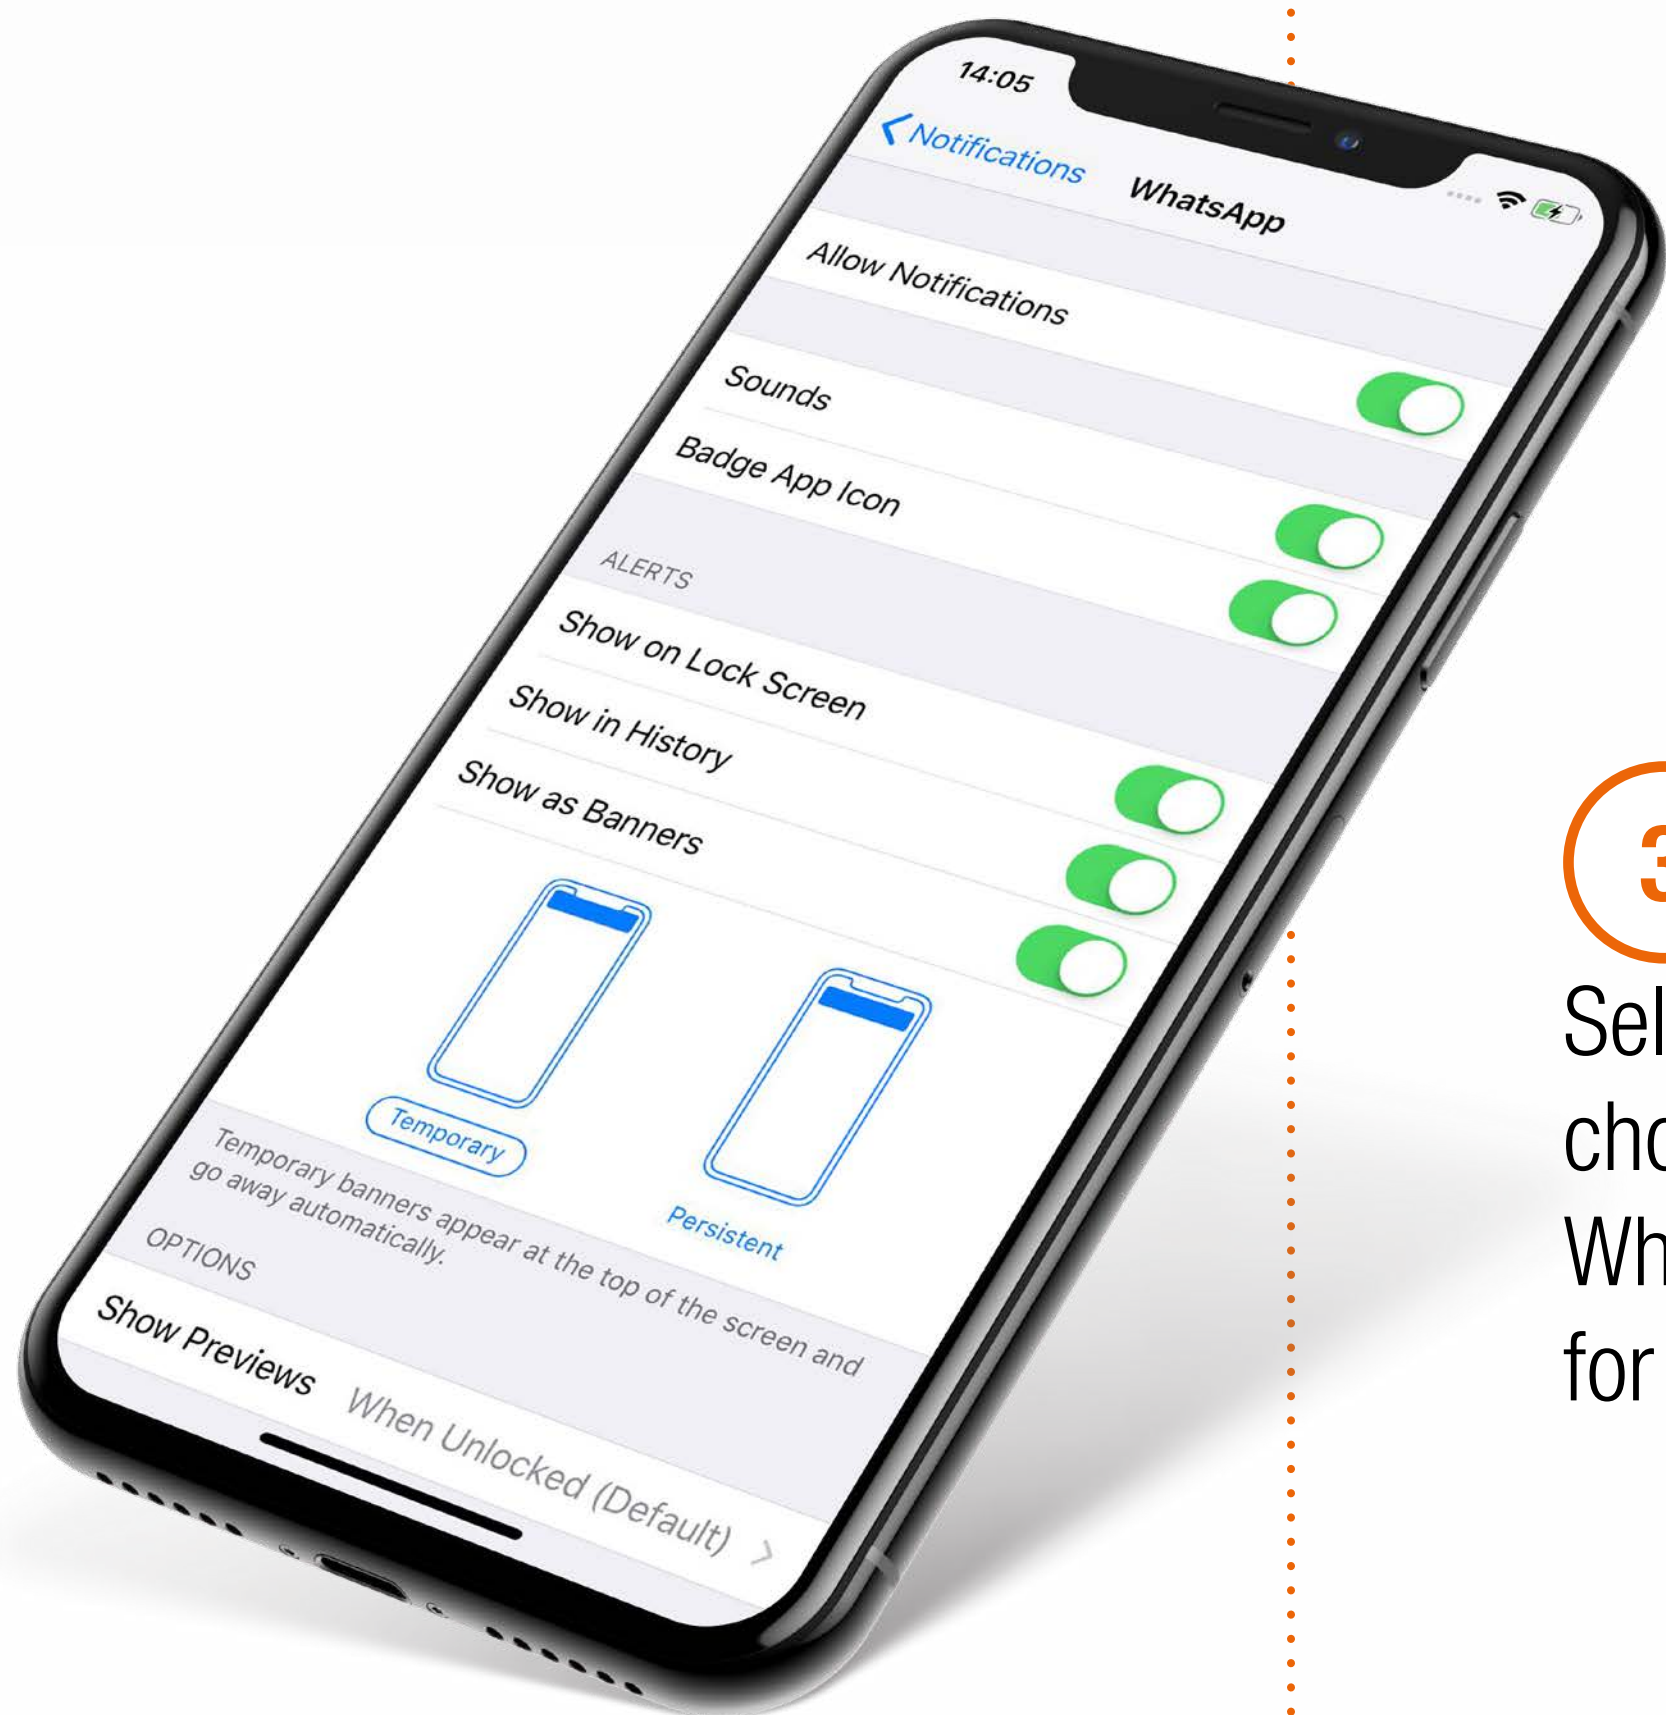 14:05
Notifications
WhatsApp
Allow Notifications
Sounds
Badge App Icon
ALERTS
Show on Lock Screen
Show in History
Show as Banners
Temporary
Persistent
Temporary banners appear at the top of the screen and
go away automatically.
OPTIONS
Show Previews When Unlocked (Default)
3
Sel
cho
Wh
for